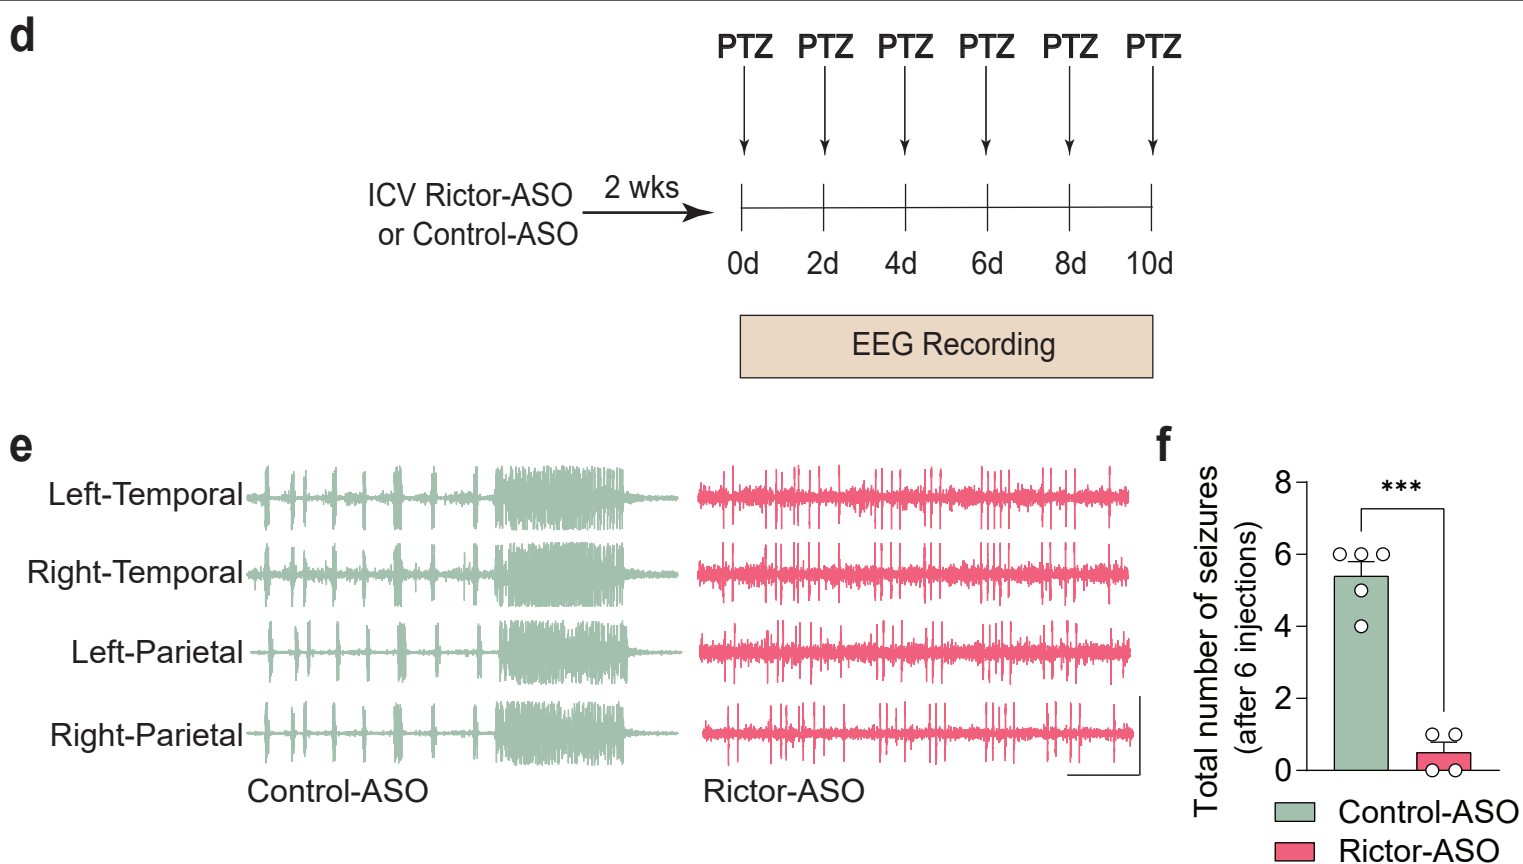 d
PTZ PTZ PTZ PTZ PTZ PTZ
ICV Rictor-ASO
or Control-ASO
2 wks
0d 2d 4d 6d 8d 10d
EEG Recording
e
Left-Temporal
Right-Temporal
Left-Parietal
Right-Parietal
Control-ASO
Rictor-ASO
f
Total number of seizures
(after 6 injections)
8
6
4
2
0
***
Control-ASO
Rictor-ASO